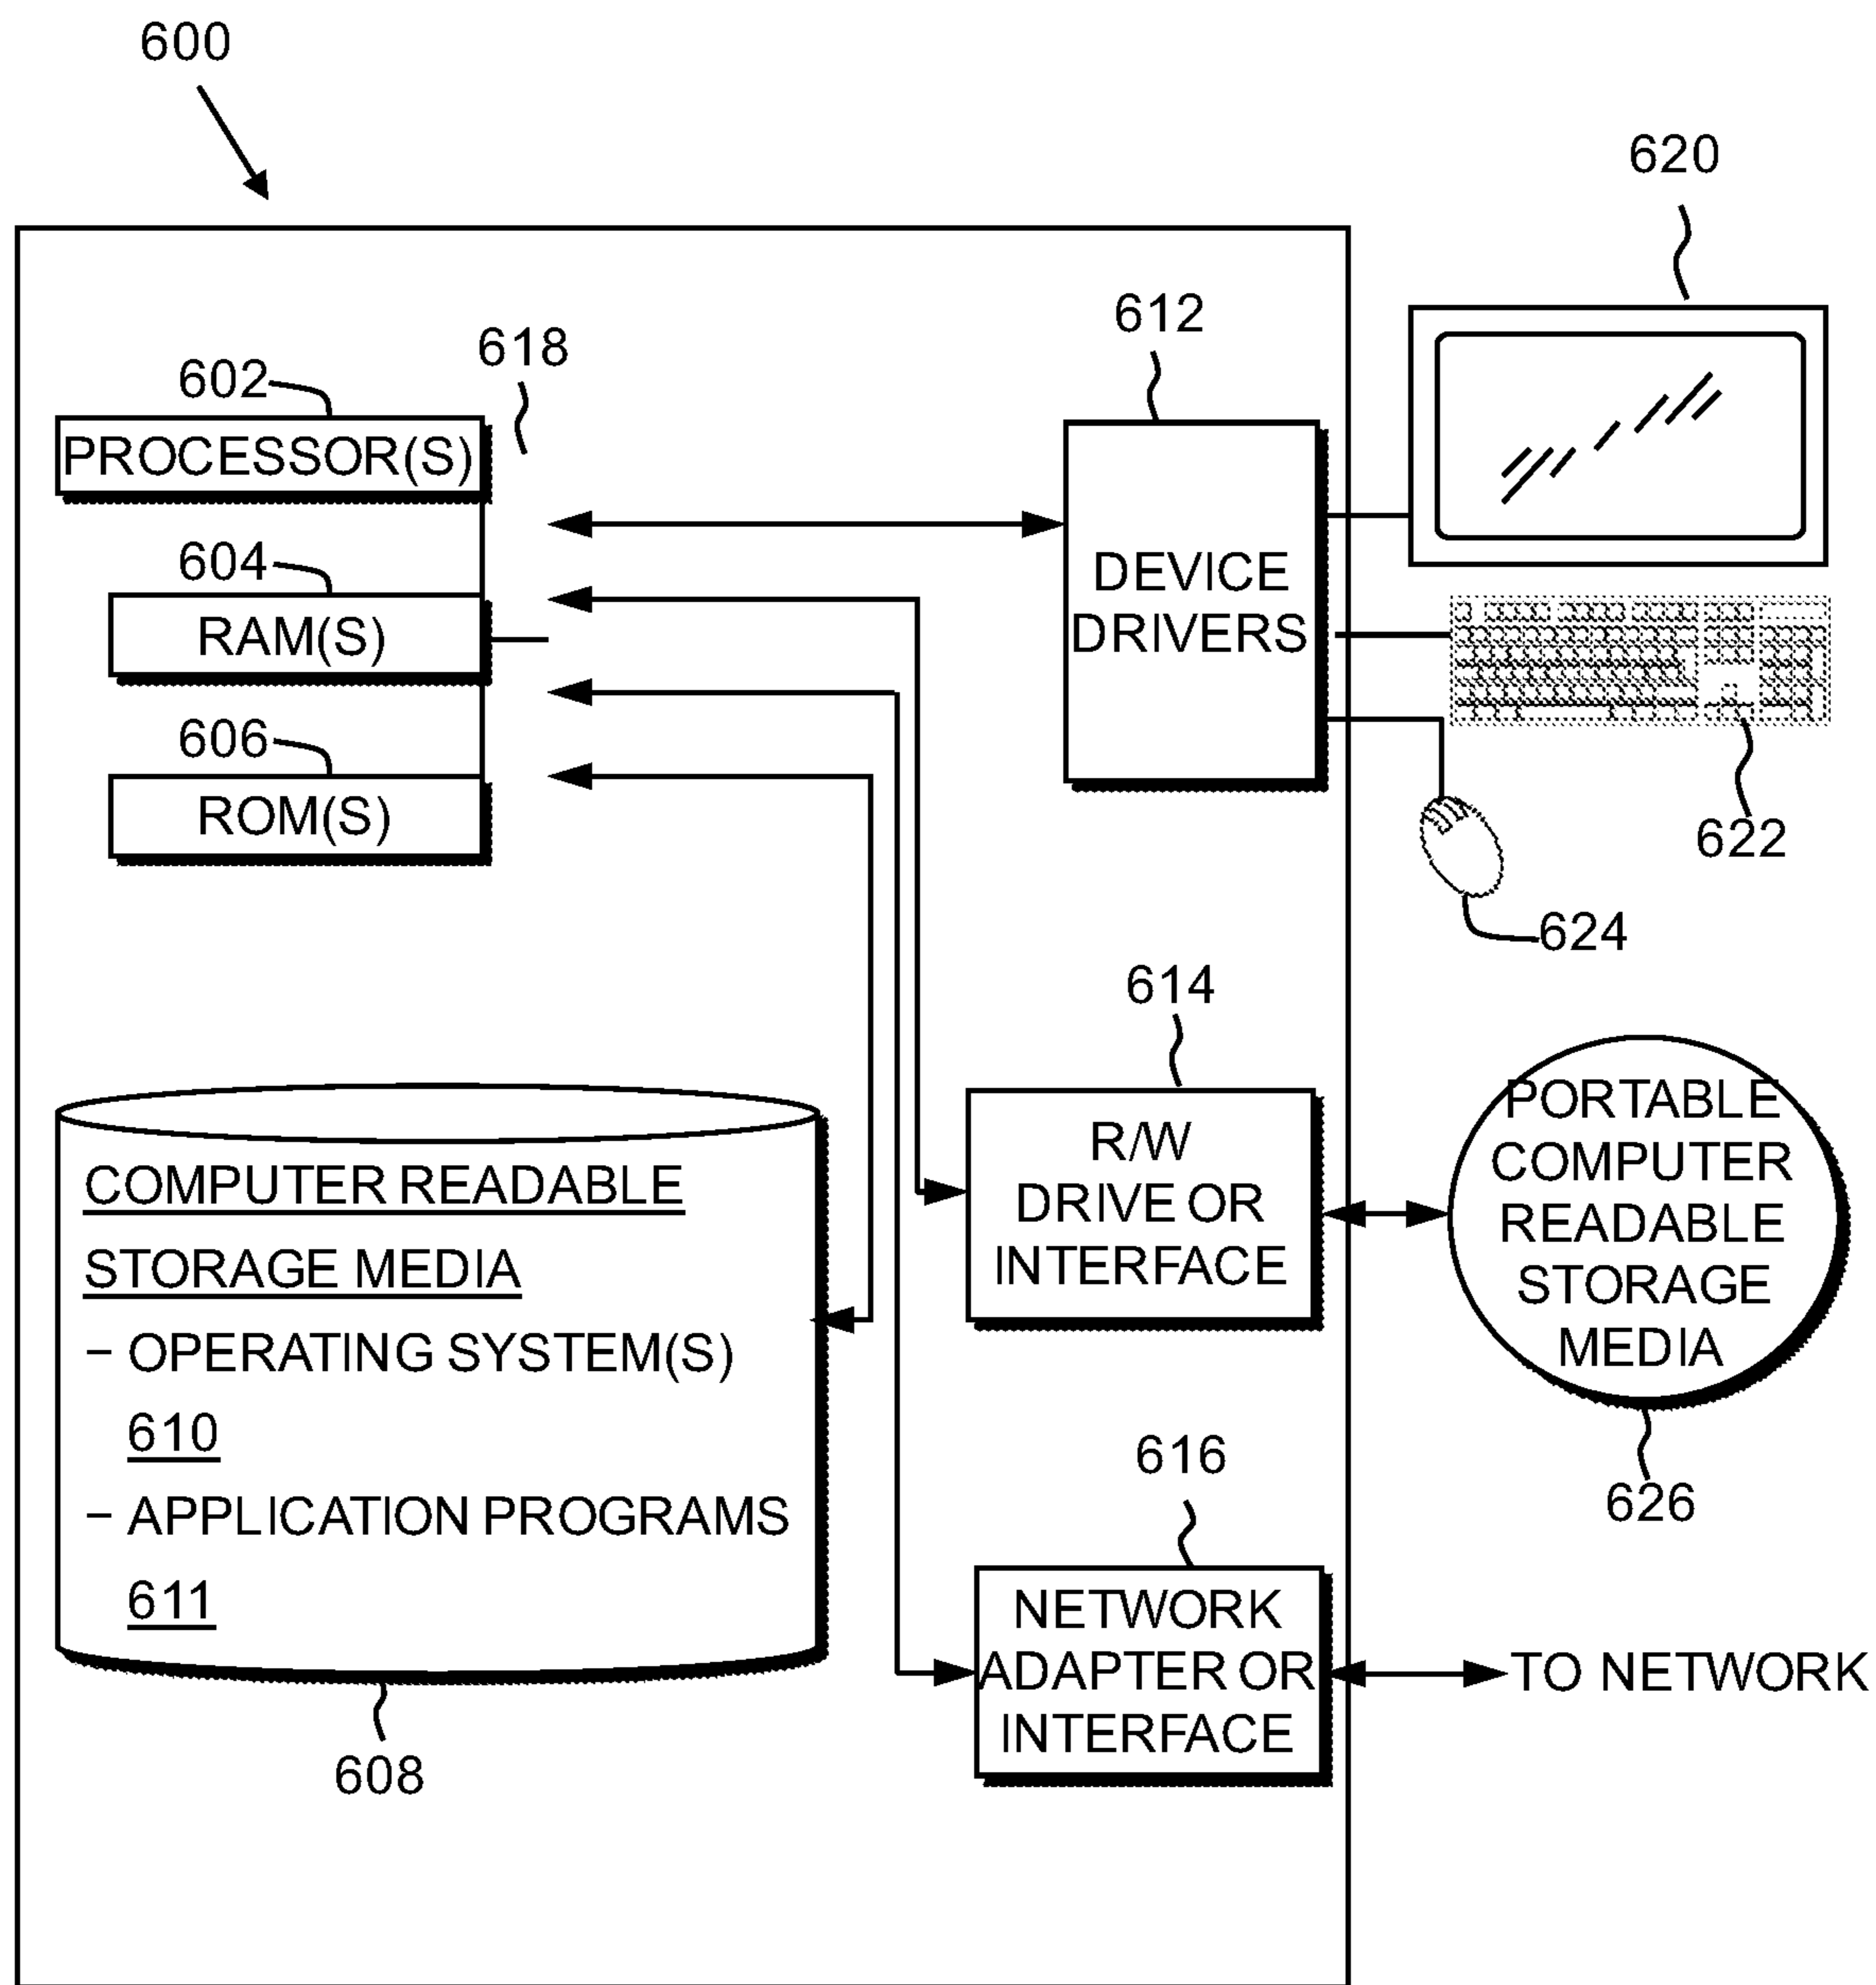 600
620
612
618
602
PROCESSOR(S)
604
RAM(S)
606
ROM(S)
DEVICE
DRIVERS
622
624
614
R/W
DRIVE OR
INTERFACE
PORTABLE
COMPUTER
READABLE
STORAGE
MEDIA
626
COMPUTER READABLE
STORAGE MEDIA
– OPERATING SYSTEM(S)
610
– APPLICATION PROGRAMS
611
608
616
NETWORK
ADAPTER OR
INTERFACE
TO NETWORK